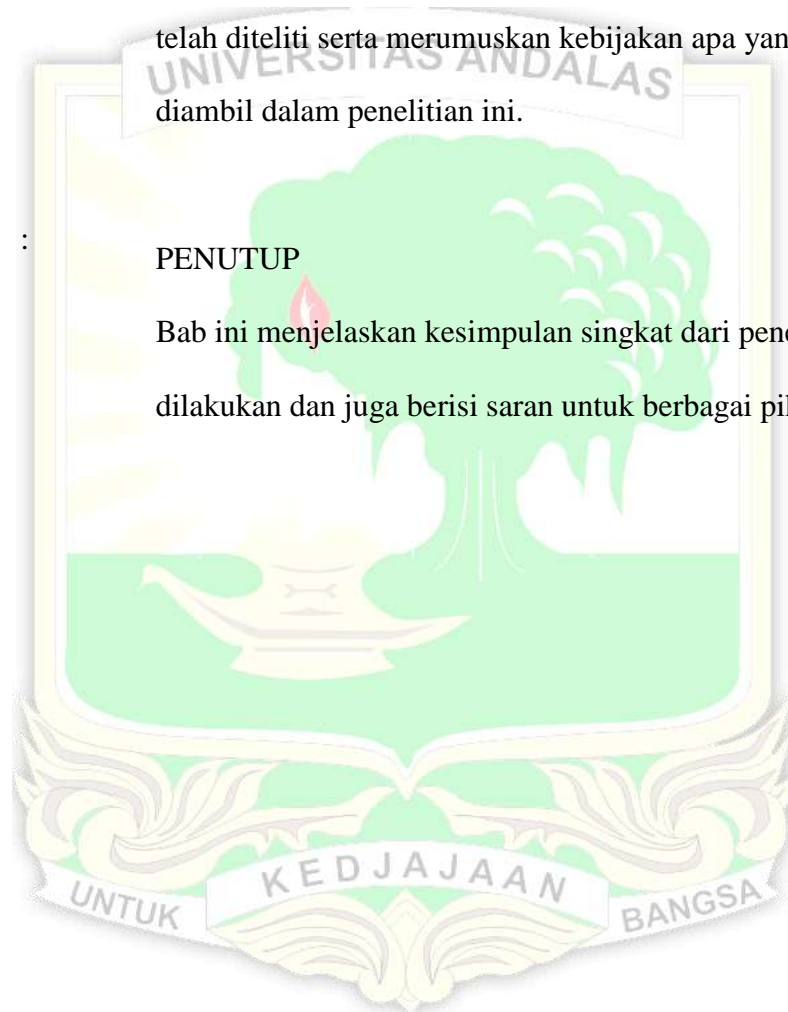 telah diteliti serta merumuskan kebijakan apa yan
UNIVERSITAS ANDALAS
diambil dalam penelitian ini.
:
PENUTUP
Bab ini menjelaskan kesimpulan singkat dari pene
dilakukan dan juga berisi saran untuk berbagai pi
UNTUK KEDJAJAAN BANGSA